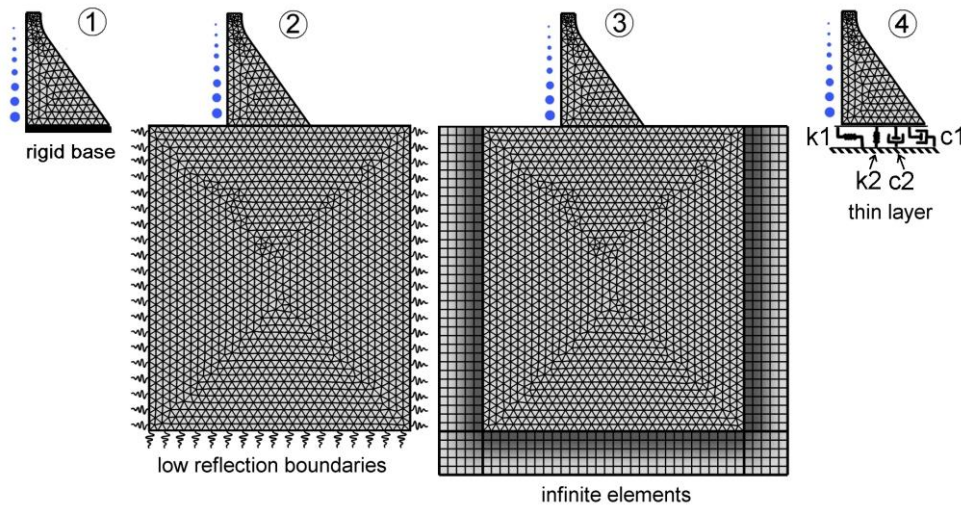 ①
②
③
④
rigid base
k1
c1
k2 c2
thin layer
low reflection boundaries
infinite elements